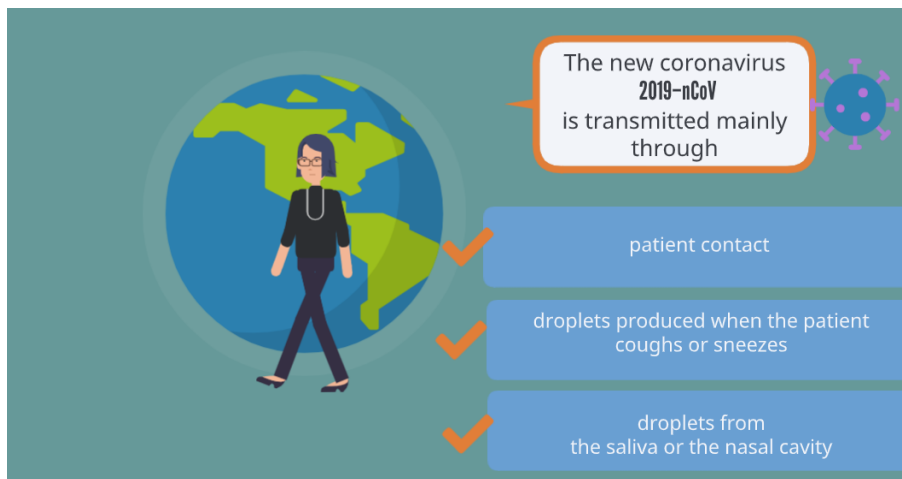 The new coronavirus
2019-nCoV
is transmitted mainly
through
patient contact
droplets produced when the patient
coughs or sneezes
droplets from
the saliva or the nasal cavity